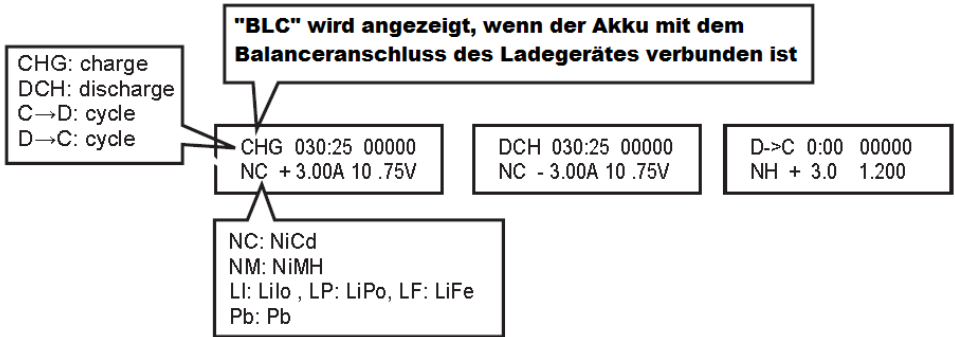 "BLC" wird angezeigt, wenn der Akku mit dem
Balanceranschluss des Ladegerätes verbunden ist
CHG: charge
DCH: discharge
C→D: cycle
D→C: cycle
CHG 030:25 00000
NC + 3.00A 10 .75V
DCH 030:25 00000
NC - 3.00A 10 .75V
D->C 0:00 00000
NH + 3.0 1.200
NC: NiCd
NM: NiMH
LI: LiIo , LP: LiPo, LF: LiFe
Pb: Pb